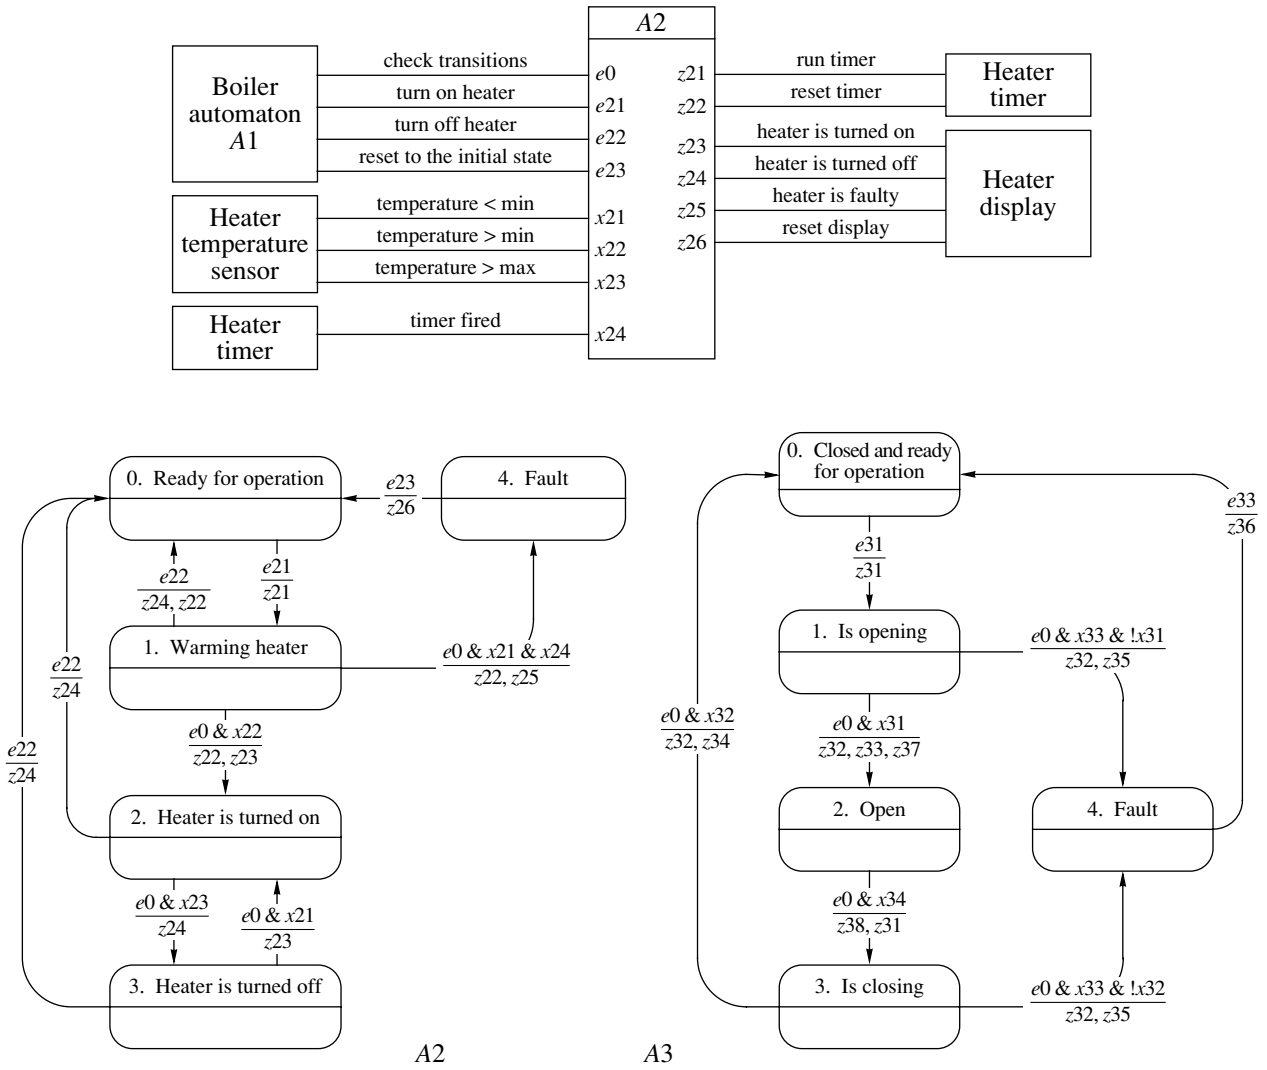 A2
Boiler
automaton
A1
check transitions
e0
turn on heater
e21
turn off heater
e22
reset to the initial state
e23
Heater
temperature
sensor
temperature < min
x21
temperature > min
x22
temperature > max
x23
Heater
timer
timer fired
x24
z21
run timer
z22
reset timer
Heater
timer
z23
heater is turned on
z24
heater is turned off
z25
heater is faulty
z26
reset display
Heater
display
0. Ready for operation
4. Fault
e23
z26
e22
z24, z22
e21
z21
1. Warming heater
e0 & x21 & x24
z22, z25
e22
z24
e0 & x22
z22, z23
e22
z24
2. Heater is turned on
e0 & x23
z24
e0 & x21
z23
3. Heater is turned off
A2
0. Closed and ready
for operation
e33
z36
e31
z31
1. Is opening
e0 & x33 & !x31
z32, z35
e0 & x32
z32, z34
e0 & x31
z32, z33, z37
2. Open
4. Fault
e0 & x34
z38, z31
3. Is closing
e0 & x33 & !x32
z32, z35
A3